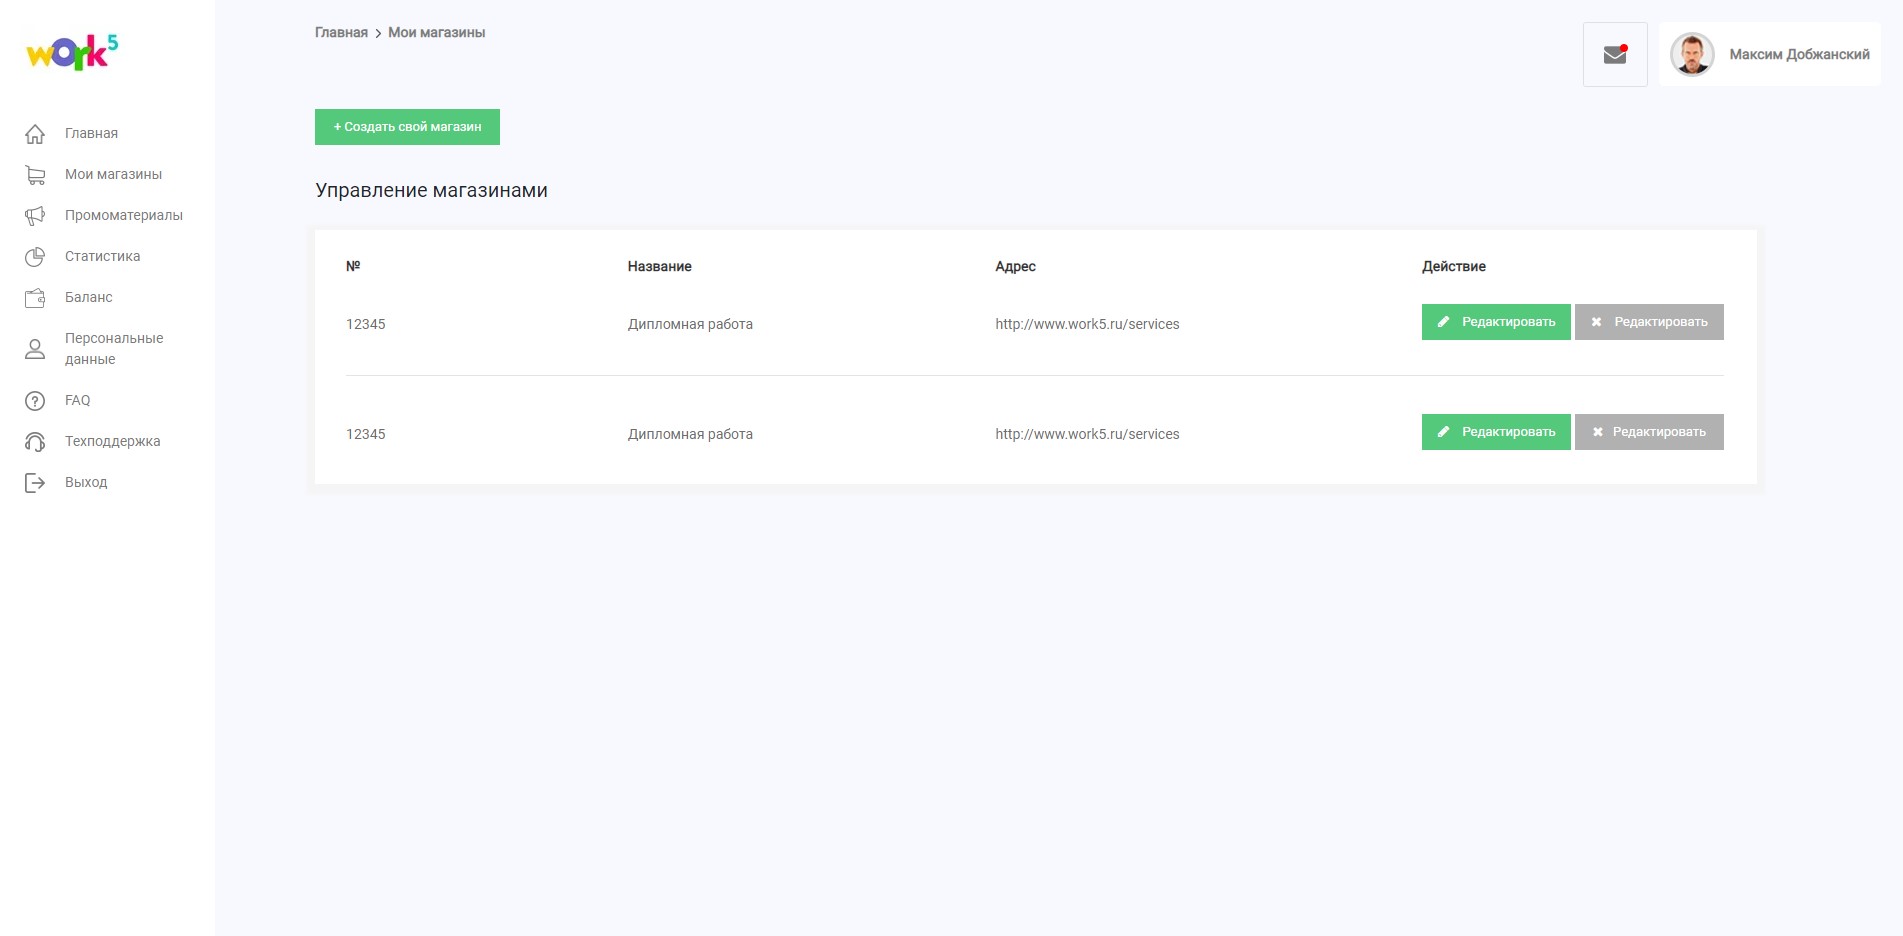 work5
Главная > Мои магазины
Максим Добжанский
Главная
Мои магазины
Промоматериалы
Статистика
Баланс
Персональные
данные
FAQ
Техподдержка
Выход
+ Создать свой магазин
Управление магазинами
№ Название Адрес Действие
12345 Дипломная работа http://www.work5.ru/services Редактировать Редактировать
12345 Дипломная работа http://www.work5.ru/services Редактировать Редактировать